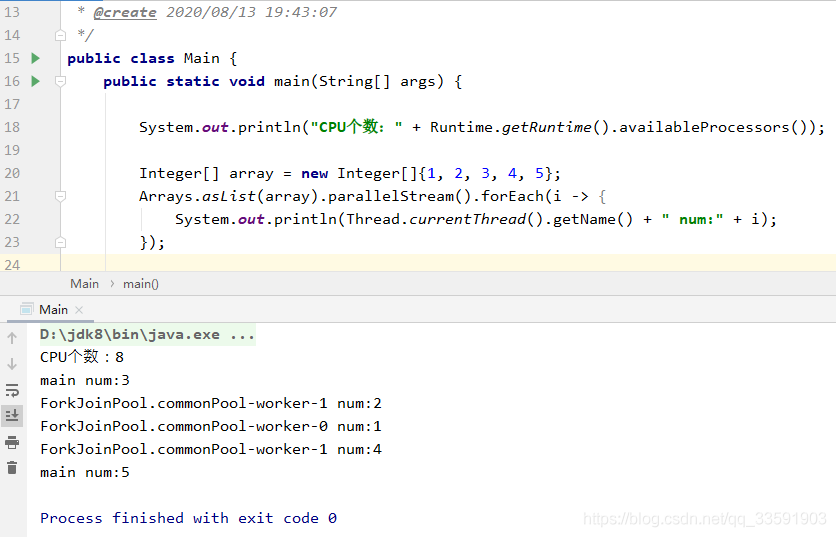 13 * @create 2020/08/13 19:43:07
14 */
15 public class Main {
16 public static void main(String[] args) {
17
18 System.out.println("CPU个数：" + Runtime.getRuntime().availableProcessors());
19
20 Integer[] array = new Integer[]{1, 2, 3, 4, 5};
21 Arrays.asList(array).parallelStream().forEach(i -> {
22 System.out.println(Thread.currentThread().getName() + " num:" + i);
23 });
24
Main › main()
Main ×
D:\jdk8\bin\java.exe ...
CPU个数：8
main num:3
ForkJoinPool.commonPool-worker-1 num:2
ForkJoinPool.commonPool-worker-0 num:1
ForkJoinPool.commonPool-worker-1 num:4
main num:5
Process finished with exit code 0
https://blog.csdn.net/qq_33591903